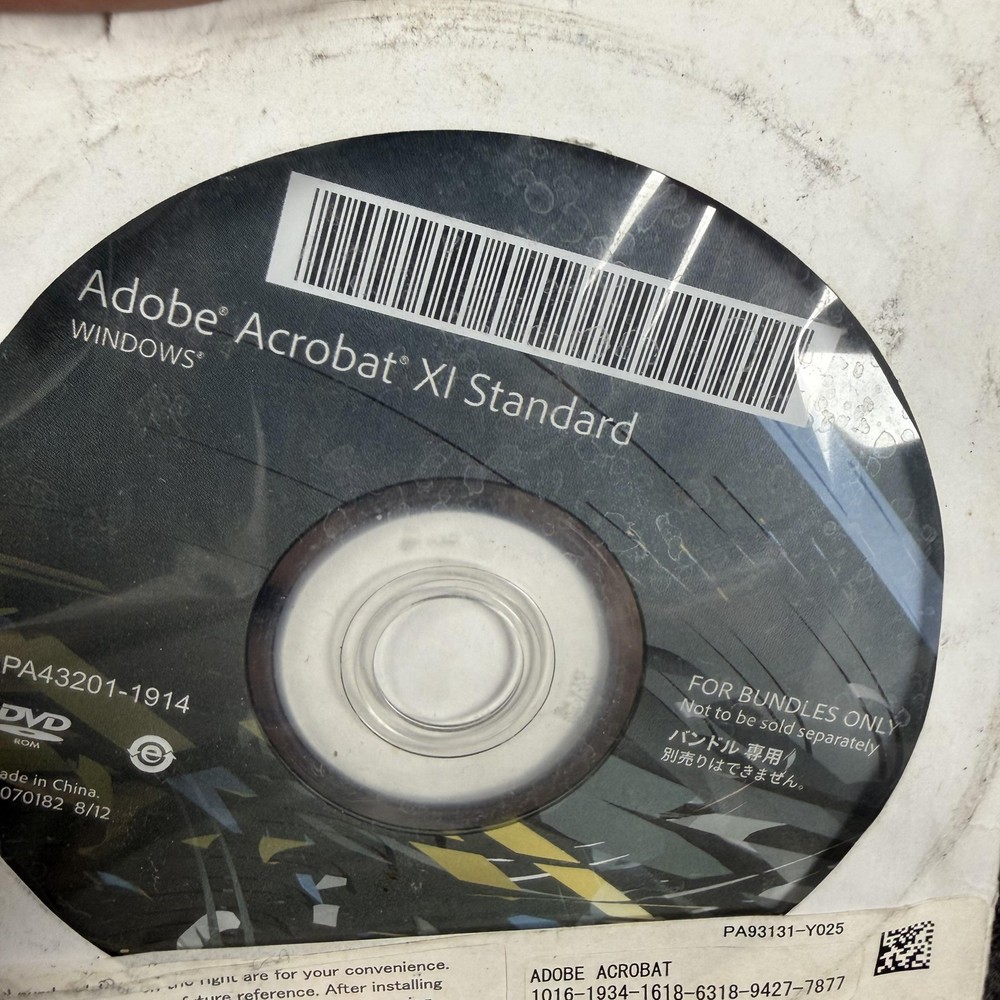 Adobe® Acrobat® XI Standard
WINDOWS®
PA43201-1914
DVD
ROM
e
FOR BUNDLES ONLY
Not to be sold separately
バンドル 専用
別売りはできません。
ade in China.
070182 8/12
PA93131-Y025
right are for your convenience.
ture reference. After installing
ADOBE ACROBAT
1016-1934-1618-6318-9427-7877